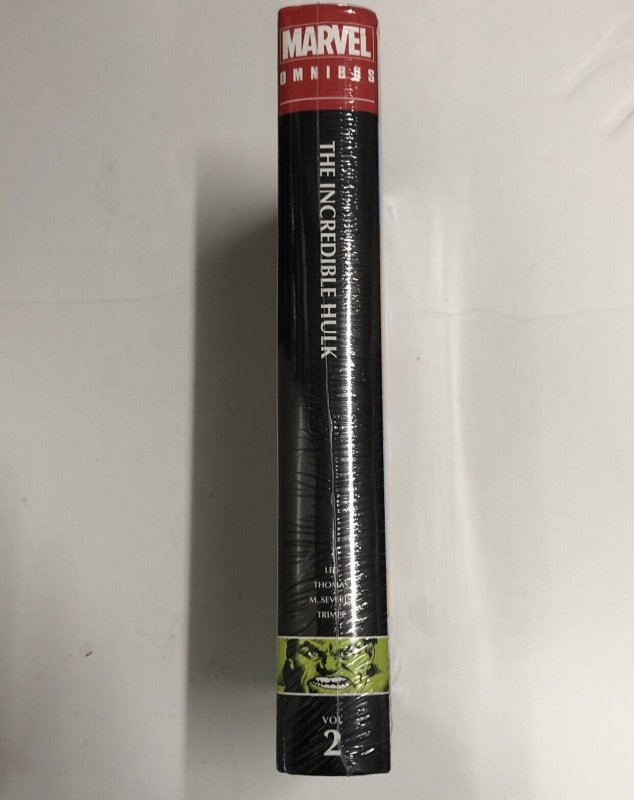 MARVEL
OMNIBUS
THE INCREDIBLE HULK
LEE
THOMAS
M. SEVERIN
TRIMPE
VOL
2